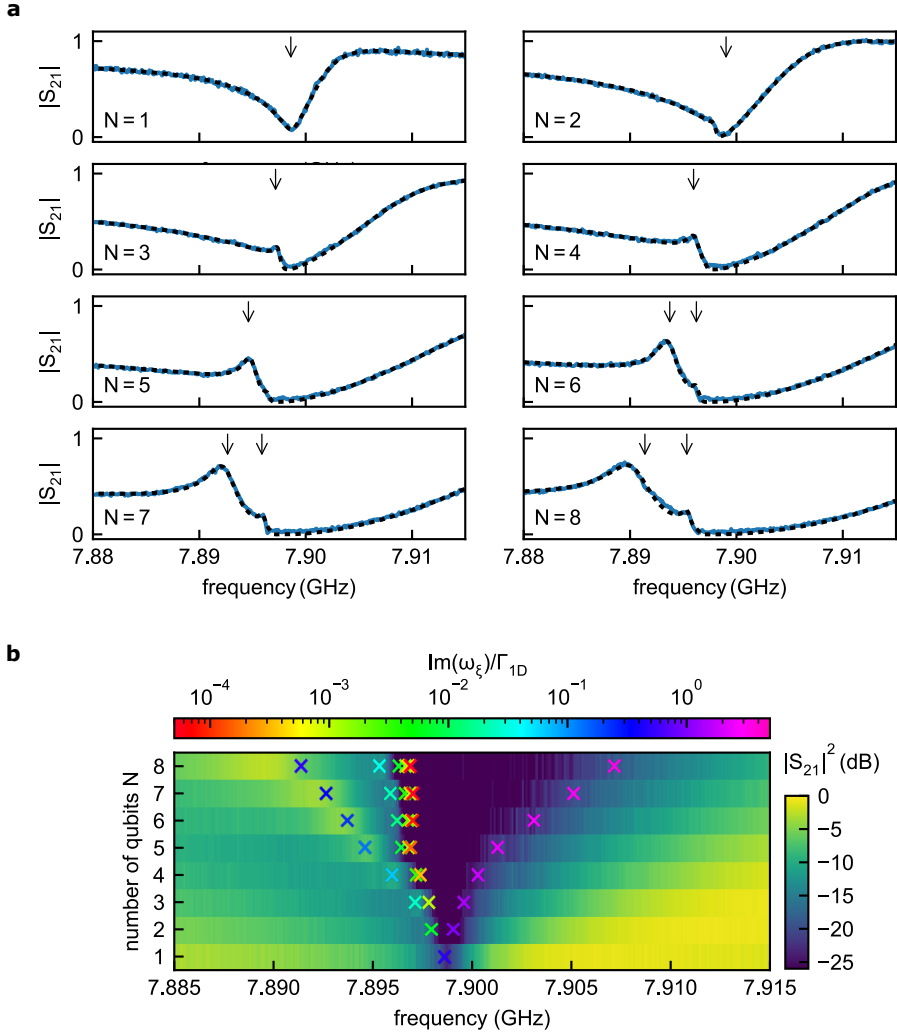 a
1
|S21|
0
N = 1
N = 2
1
|S21|
0
N = 3
N = 4
1
|S21|
0
N = 5
N = 6
1
|S21|
0
N = 7
N = 8
7.88 7.89 7.90 7.91
7.88 7.89 7.90 7.91
frequency (GHz)
frequency (GHz)
b
Im(ωξ)/Γ1D
10⁻⁴ 10⁻³ 10⁻² 10⁻¹ 10⁰
|S21|² (dB)
number of qubits N
8
7
6
5
4
3
2
1
0
−5
−10
−15
−20
−25
7.885 7.890 7.895 7.900 7.905 7.910 7.915
frequency (GHz)